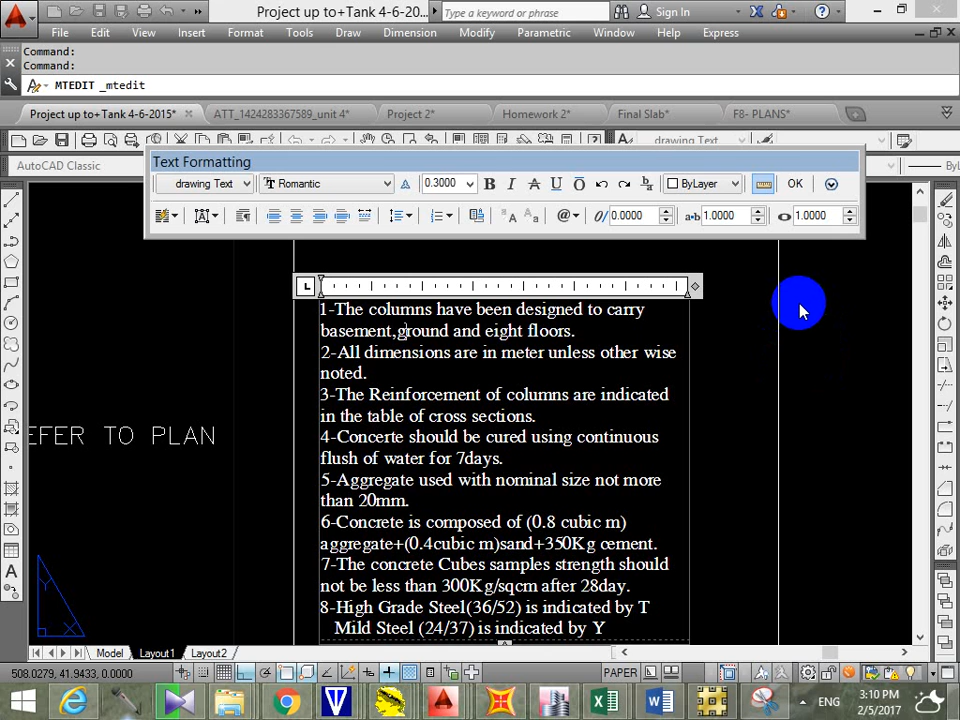 Project up to+Tank 4-6-20...
Type a keyword or phrase
Sign In
File Edit View Insert Format Tools Draw Dimension Modify Parametric Window Help Express
Command:
Command:
MTEDIT _mtedit
Project up to+Tank 4-6-2015* ATT_1424283367589_unit 4* Project 2* Homework 2* Final Slab* F8- PLANS*
drawing Text
AutoCAD Classic
ByLayer
Text Formatting
drawing Text Romantic 0.3000 B I A U O ByLayer OK
@ 0/ 0.0000 a•b 1.0000 1.0000
L
1-The columns have been designed to carry
basement,ground and eight floors.
2-All dimensions are in meter unless other wise
noted.
3-The Reinforcement of columns are indicated
in the table of cross sections.
4-Concerte should be cured using continuous
flush of water for 7days.
5-Aggregate used with nominal size not more
than 20mm.
6-Concrete is composed of (0.8 cubic m)
aggregate+(0.4cubic m)sand+350Kg cement.
7-The concrete Cubes samples strength should
not be less than 300Kg/sqcm after 28day.
8-High Grade Steel(36/52) is indicated by T
Mild Steel (24/37) is indicated by Y
EFER TO PLAN
Y
X
A
Model Layout1 Layout2
508.0279, 41.9433, 0.0000
PAPER
ENG
3:10 PM
2/5/2017